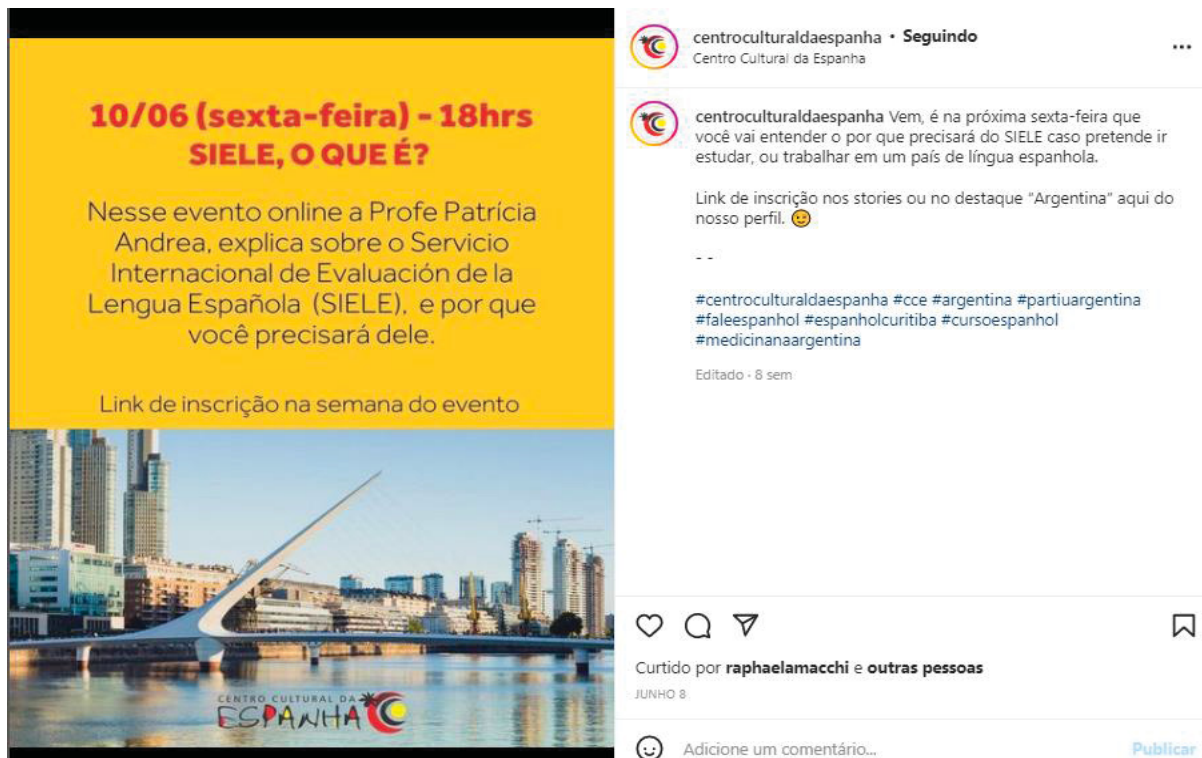 10/06 (sexta-feira) - 18hrs
SIELE, O QUE É?
Nesse evento online a Profe Patrícia
Andrea, explica sobre o Servicio
Internacional de Evaluación de la
Lengua Española (SIELE), e por que
você precisará dele.
Link de inscrição na semana do evento
CENTRO CULTURAL DA
ESPANHA
centroculturaldaespanha • Seguindo
Centro Cultural da Espanha
centroculturaldaespanha Vem, é na próxima sexta-feira que
você vai entender o por que precisará do SIELE caso pretende ir
estudar, ou trabalhar em um país de língua espanhola.
Link de inscrição nos stories ou no destaque "Argentina" aqui do
nosso perfil. 😉
- -
#centroculturaldaespanha #cce #argentina #partiuargentina
#faleespanhol #espanholcuritiba #cursoespanhol
#medicinanaargentina
Editado · 8 sem
Curtido por raphaelamacchi e outras pessoas
JUNHO 8
Adicione um comentário... Publicar